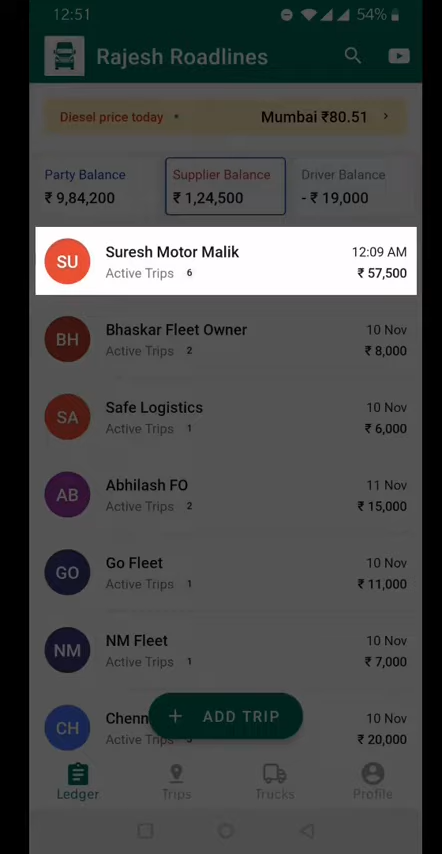 12:51
54%
Rajesh Roadlines
Diesel price today • Mumbai ₹80.51 ›
Party Balance Supplier Balance Driver Balance
₹ 9,84,200 ₹ 1,24,500 - ₹ 19,000
SU Suresh Motor Malik 12:09 AM
Active Trips 6 ₹ 57,500
BH Bhaskar Fleet Owner 10 Nov
Active Trips 2 ₹ 8,000
SA Safe Logistics 10 Nov
Active Trips 1 ₹ 6,000
AB Abhilash FO 11 Nov
Active Trips 2 ₹ 15,000
GO Go Fleet 10 Nov
Active Trips 1 ₹ 11,000
NM NM Fleet 10 Nov
Active Trips 1 ₹ 7,000
CH Chenn 10 Nov
Active Trips ₹ 20,000
+ ADD TRIP
Ledger Trips Trucks Profile